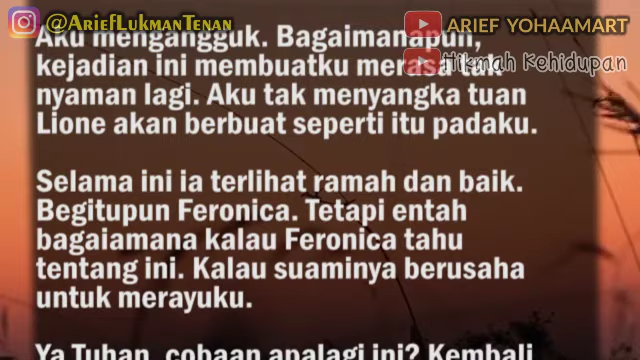 @ARIEFLUKMANTENAN
ARIEF YOHAAMART
Hikmah Kehidupan
Aku mengangguk. Bagaimanapun,
kejadian ini membuatku merasa tak
nyaman lagi. Aku tak menyangka tuan
Lione akan berbuat seperti itu padaku.
Selama ini ia terlihat ramah dan baik.
Begitupun Feronica. Tetapi entah
bagaiamana kalau Feronica tahu
tentang ini. Kalau suaminya berusaha
untuk merayuku.
Ya Tuhan, cobaan apalagi ini? Kembali